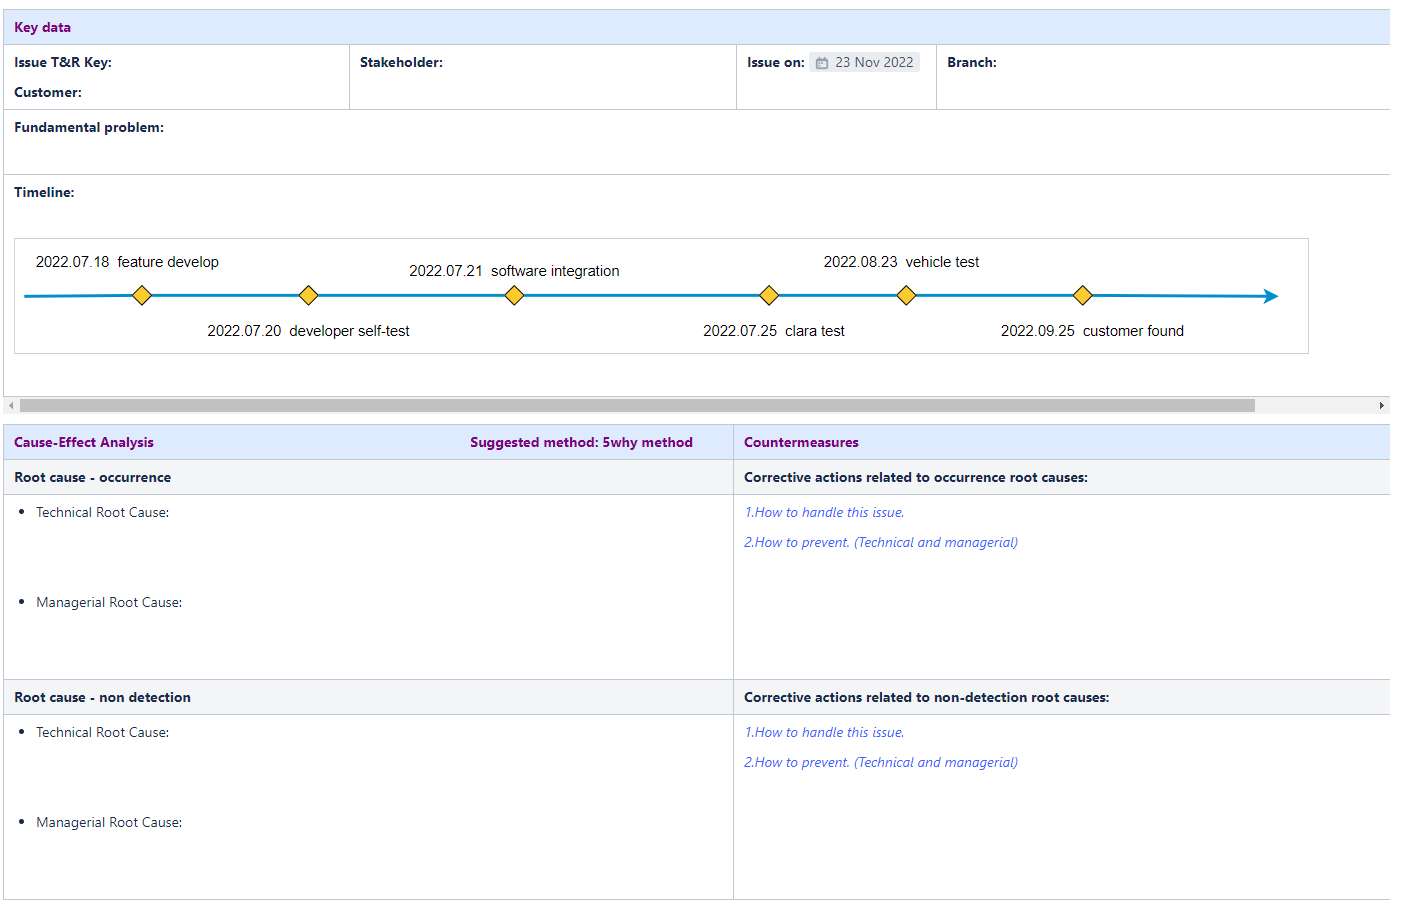 Key data
Issue T&R Key:
Customer:
Stakeholder:
Issue on: 23 Nov 2022
Branch:
Fundamental problem:
Timeline:
2022.07.18 feature develop
2022.07.20 developer self-test
2022.07.21 software integration
2022.07.25 clara test
2022.08.23 vehicle test
2022.09.25 customer found
Cause-Effect Analysis
Suggested method: 5why method
Countermeasures
Root cause - occurrence
Corrective actions related to occurrence root causes:
Technical Root Cause:
Managerial Root Cause:
1.How to handle this issue.
2.How to prevent. (Technical and managerial)
Root cause - non detection
Corrective actions related to non-detection root causes:
Technical Root Cause:
Managerial Root Cause:
1.How to handle this issue.
2.How to prevent. (Technical and managerial)